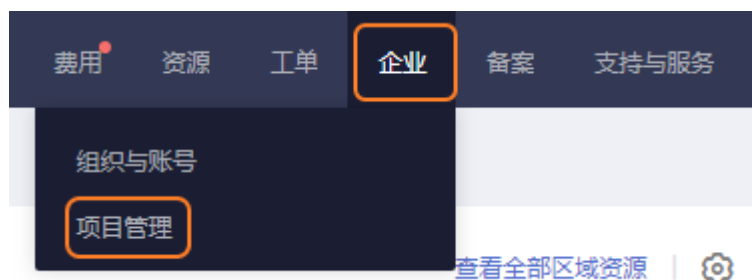 费用 资源 工单 企业 备案 支持与服务
组织与账号
项目管理
查看全部区域资源